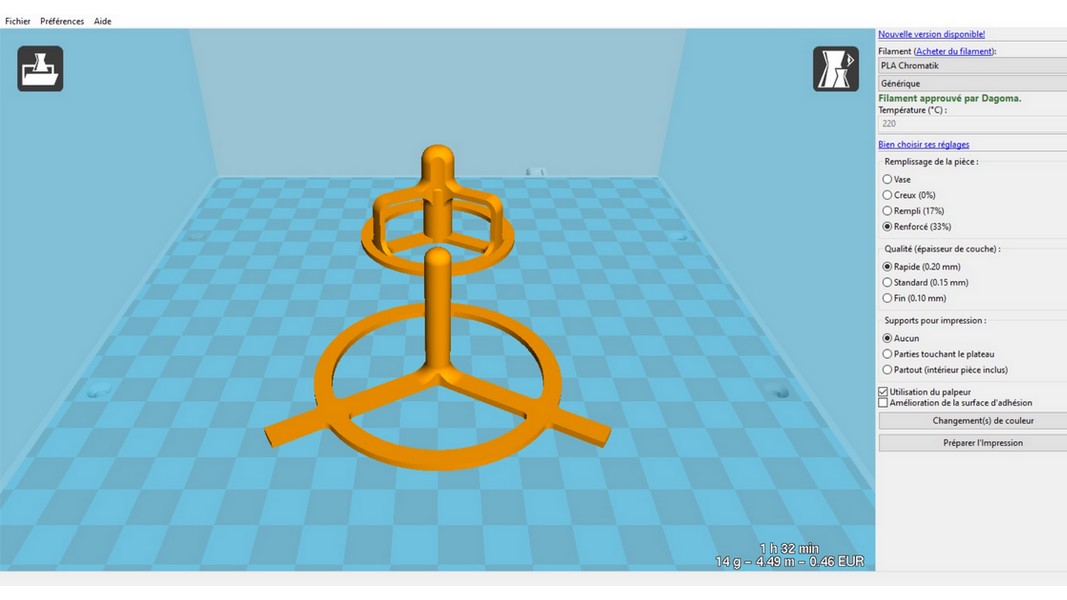 Fichier Préférences Aide
Nouvelle version disponible!
Filament (Acheter du filament):
PLA Chromatik
Générique
Filament approuvé par Dagoma.
Température (°C) :
220
Bien choisir ses réglages
Remplissage de la pièce :
Vase
Creux (0%)
Rempli (17%)
Renforcé (33%)
Qualité (épaisseur de couche) :
Rapide (0.20 mm)
Standard (0.15 mm)
Fin (0.10 mm)
Supports pour impression :
Aucun
Parties touchant le plateau
Partout (intérieur pièce inclus)
Utilisation du palpeur
Amélioration de la surface d'adhésion
Changement(s) de couleur
Préparer l'Impression
1 h 32 min
14 g – 4.49 m – 0.46 EUR